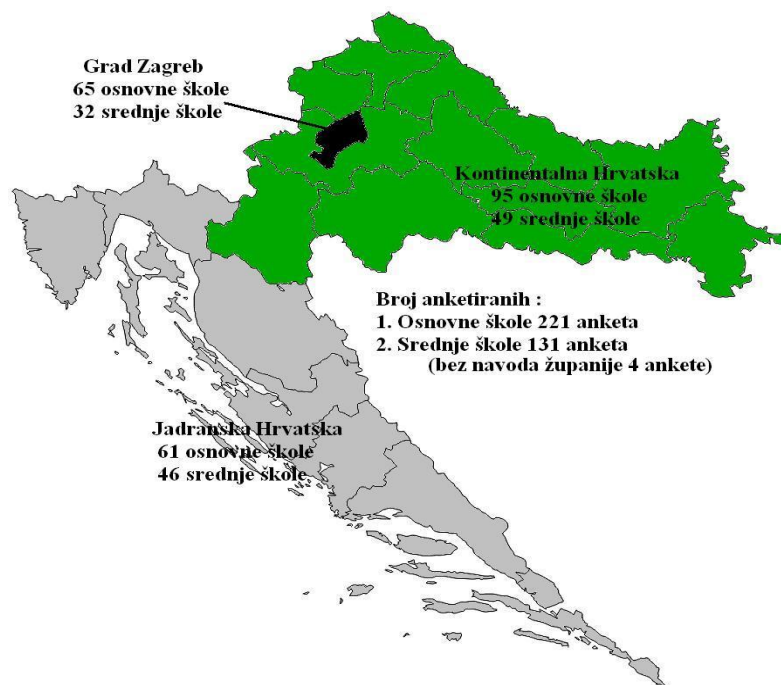 Grad Zagreb
65 osnovne škole
32 srednje škole
Kontinentalna Hrvatska
95 osnovne škole
49 srednje škole
Broj anketiranih :
1. Osnovne škole 221 anketa
2. Srednje škole 131 anketa
(bez navoda županije 4 ankete)
Jadranska Hrvatska
61 osnovne škole
46 srednje škole